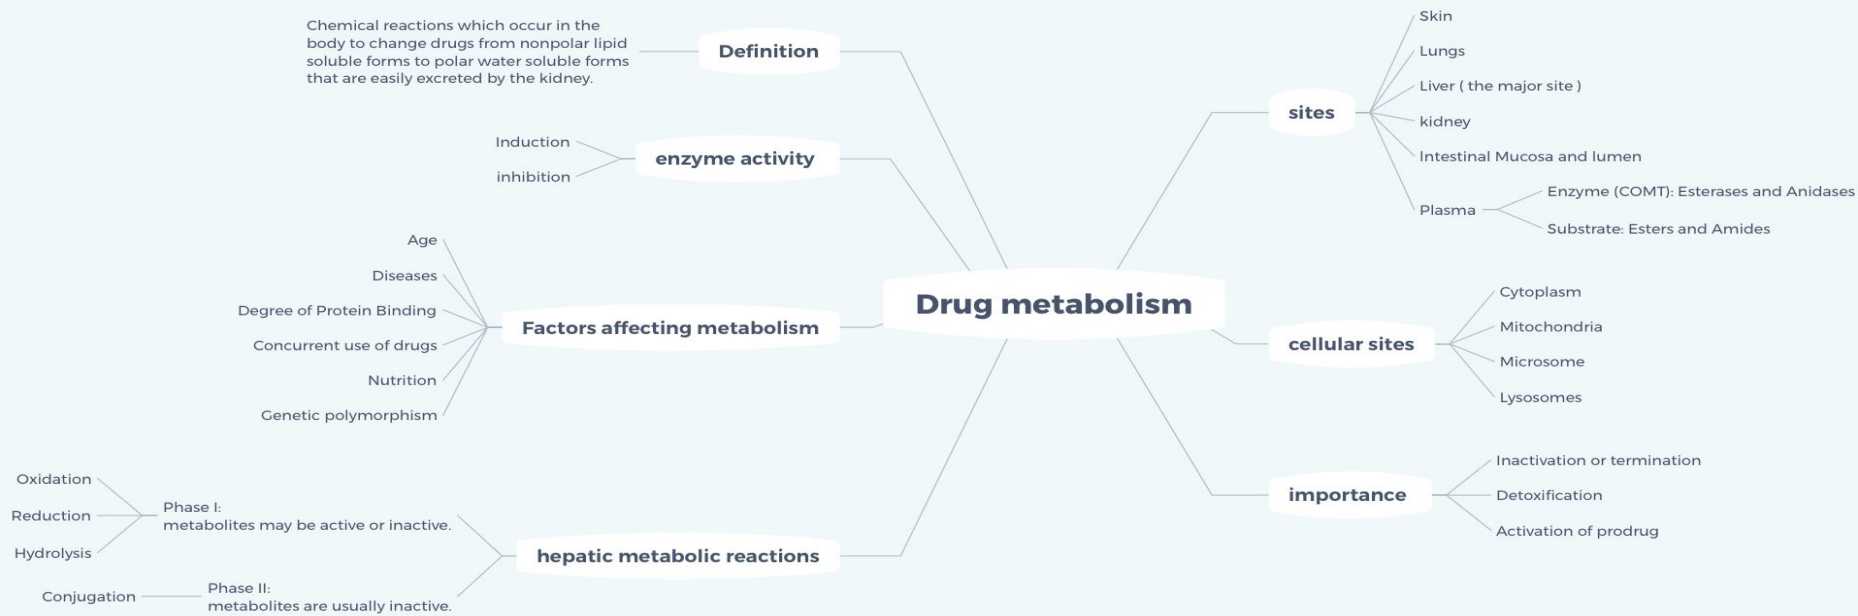 Drug metabolism
Definition
Chemical reactions which occur in the
body to change drugs from nonpolar lipid
soluble forms to polar water soluble forms
that are easily excreted by the kidney.
enzyme activity
Induction
inhibition
Factors affecting metabolism
Age
Diseases
Degree of Protein Binding
Concurrent use of drugs
Nutrition
Genetic polymorphism
hepatic metabolic reactions
Phase I:
metabolites may be active or inactive.
Oxidation
Reduction
Hydrolysis
Phase II:
metabolites are usually inactive.
Conjugation
sites
Skin
Lungs
Liver ( the major site )
kidney
Intestinal Mucosa and lumen
Plasma
Enzyme (COMT): Esterases and Anidases
Substrate: Esters and Amides
cellular sites
Cytoplasm
Mitochondria
Microsome
Lysosomes
importance
Inactivation or termination
Detoxification
Activation of prodrug